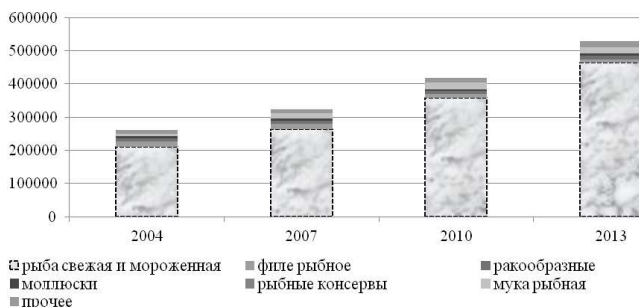 600000
500000
400000
300000
200000
100000
0
2004 2007 2010 2013
рыба свежая и мороженная филе рыбное ракообразные
моллюски рыбные консервы мука рыбная
прочее